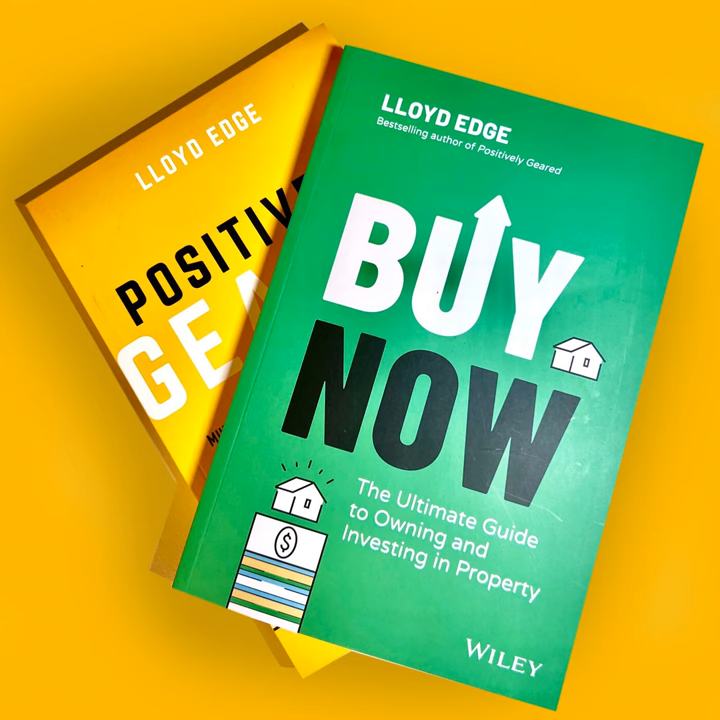 LLOYD EDGE
POSITIV
GEA
LLOYD EDGE
Bestselling author of Positively Geared
BUY
NOW
The Ultimate Guide
to Owning and
Investing in Property
$
WILEY